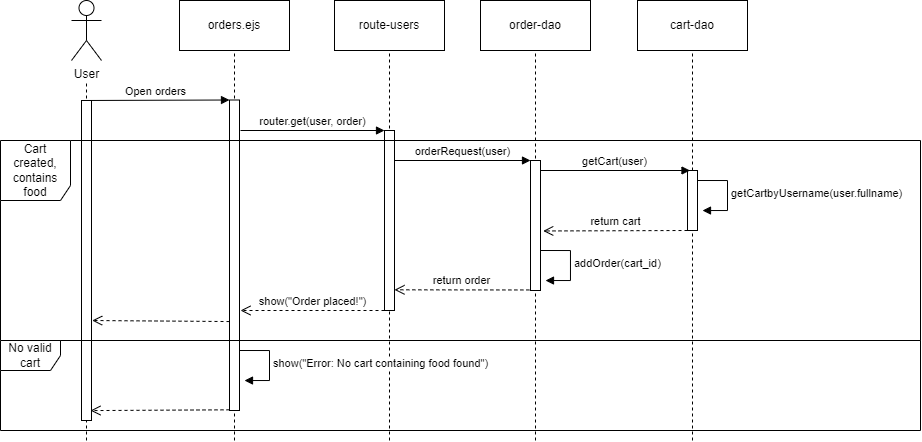 orders.ejs
route-users
order-dao
cart-dao
User
Open orders
router.get(user, order)
Cart
created,
contains
food
orderRequest(user)
getCart(user)
getCartbyUsername(user.fullname)
return cart
addOrder(cart_id)
return order
show("Order placed!")
No valid
cart
show("Error: No cart containing food found")